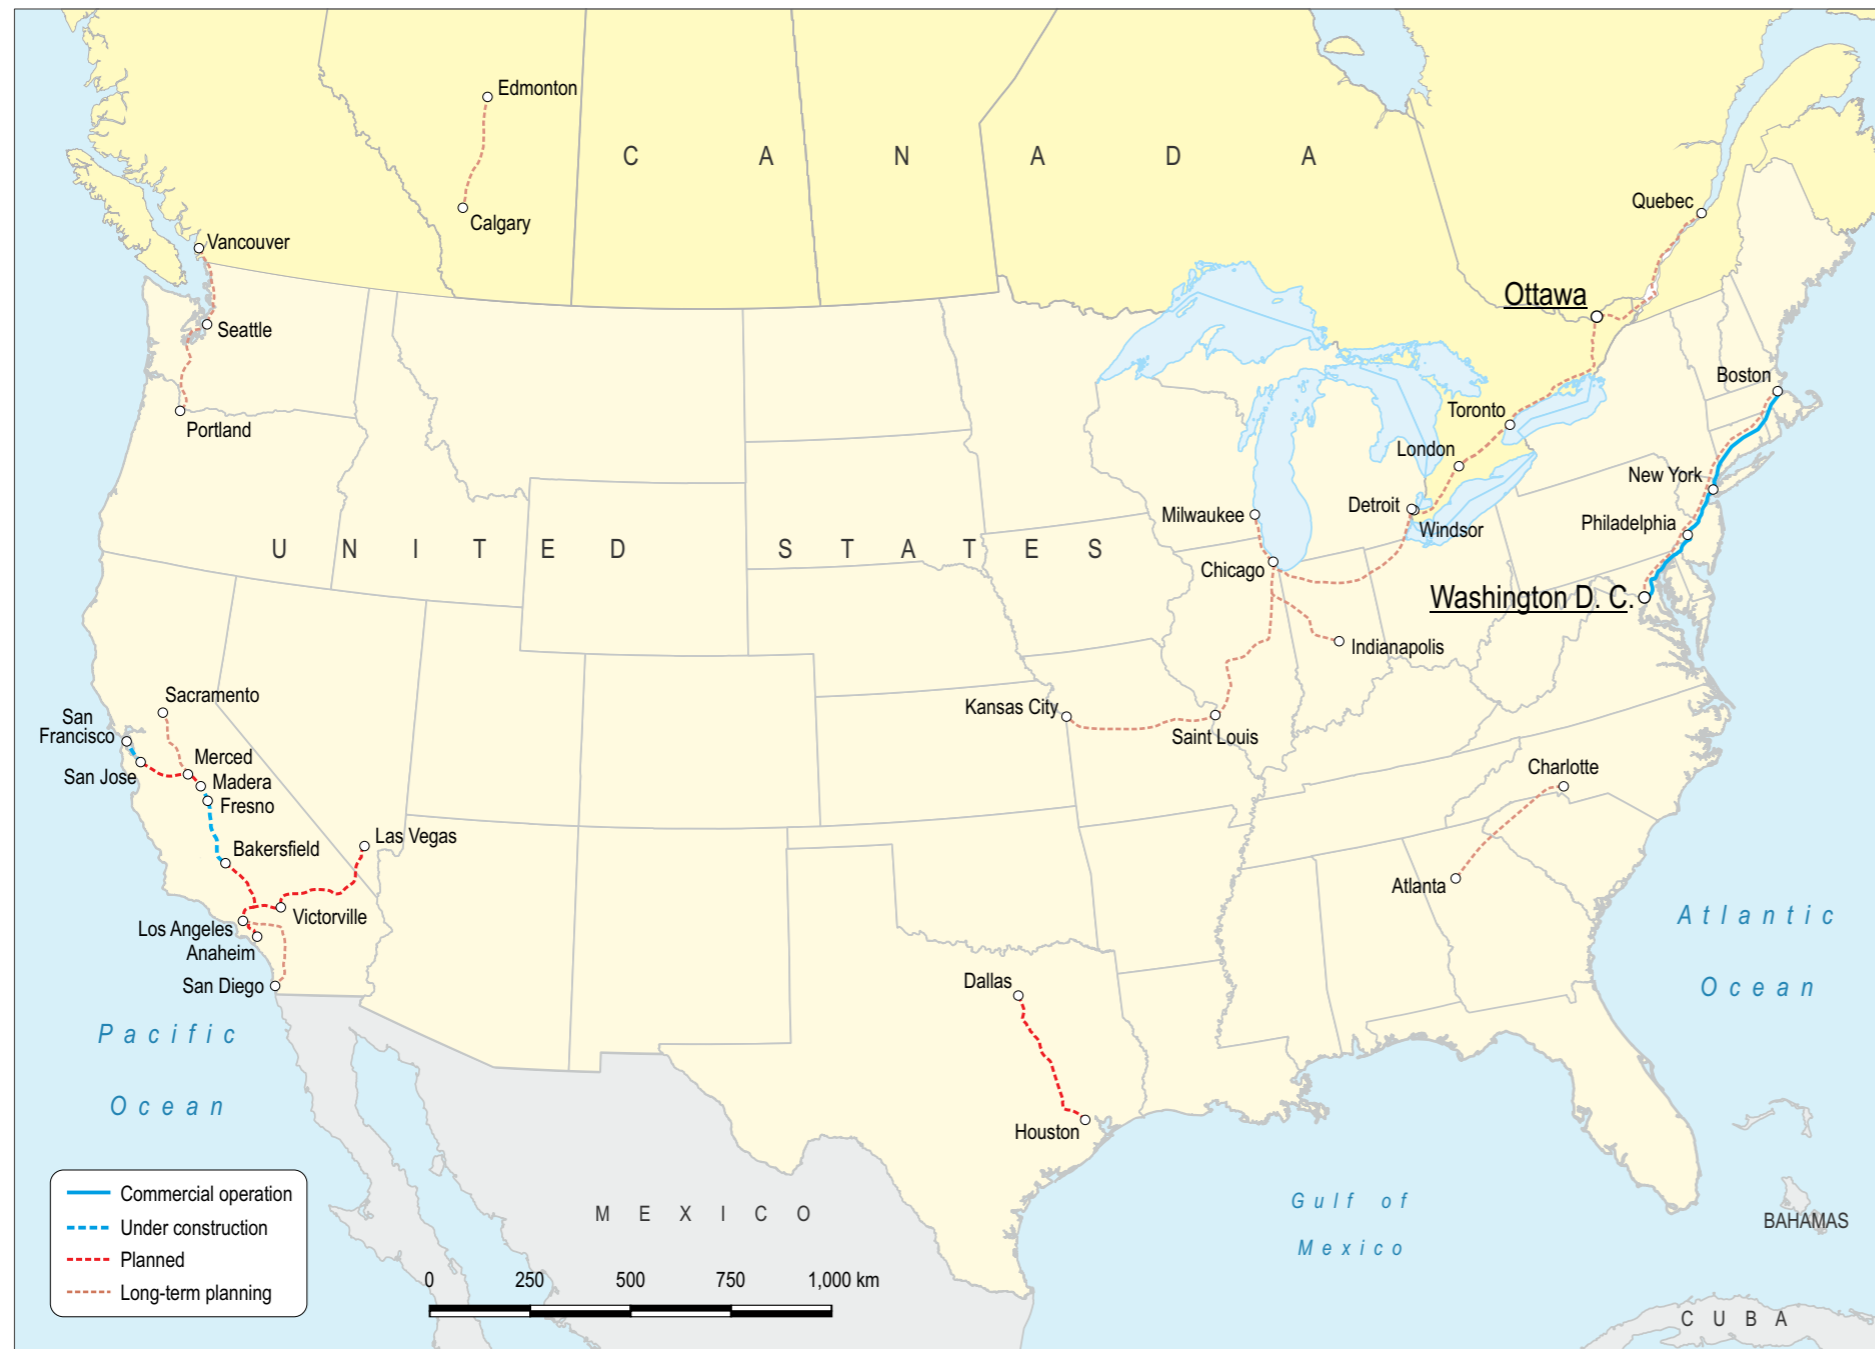 Edmonton
C A N A D A
Calgary
Quebec
Vancouver
Ottawa
Seattle
Boston
Toronto
Portland
London
New York
Detroit
Milwaukee
Windsor
Philadelphia
U N I T E D S T A T E S
Chicago
Washington D. C.
Indianapolis
Sacramento
Kansas City
San
Francisco
Saint Louis
Merced
San Jose
Madera
Charlotte
Fresno
Las Vegas
Bakersfield
Atlanta
Victorville
Los Angeles
Anaheim
Atlantic
Ocean
San Diego
Dallas
Pacific
Ocean
Houston
Commercial operation
Under construction
Planned
Long-term planning
M E X I C O
Gulf of
Mexico
BAHAMAS
0 250 500 750 1,000 km
C U B A